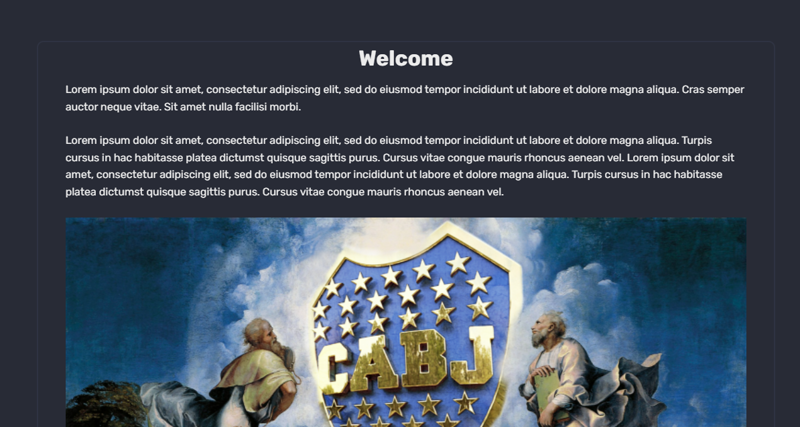 Welcome
Lorem ipsum dolor sit amet, consectetur adipiscing elit, sed do eiusmod tempor incididunt ut labore et dolore magna aliqua. Cras semper
auctor neque vitae. Sit amet nulla facilisi morbi.
Lorem ipsum dolor sit amet, consectetur adipiscing elit, sed do eiusmod tempor incididunt ut labore et dolore magna aliqua. Turpis
cursus in hac habitasse platea dictumst quisque sagittis purus. Cursus vitae congue mauris rhoncus aenean vel. Lorem ipsum dolor sit
amet, consectetur adipiscing elit, sed do eiusmod tempor incididunt ut labore et dolore magna aliqua. Turpis cursus in hac habitasse
platea dictumst quisque sagittis purus. Cursus vitae congue mauris rhoncus aenean vel.
CABJ